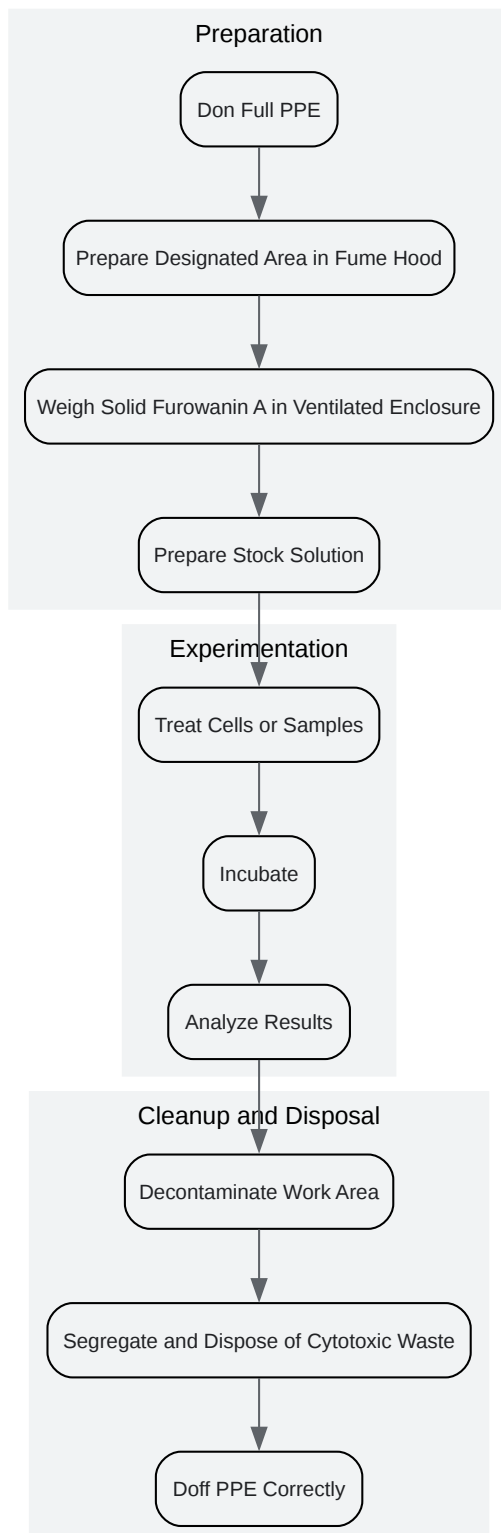 Preparation
Don Full PPE
Prepare Designated Area in Fume Hood
Weigh Solid Furowanin A in Ventilated Enclosure
Prepare Stock Solution
Experimentation
Treat Cells or Samples
Incubate
Analyze Results
Cleanup and Disposal
Decontaminate Work Area
Segregate and Dispose of Cytotoxic Waste
Doff PPE Correctly